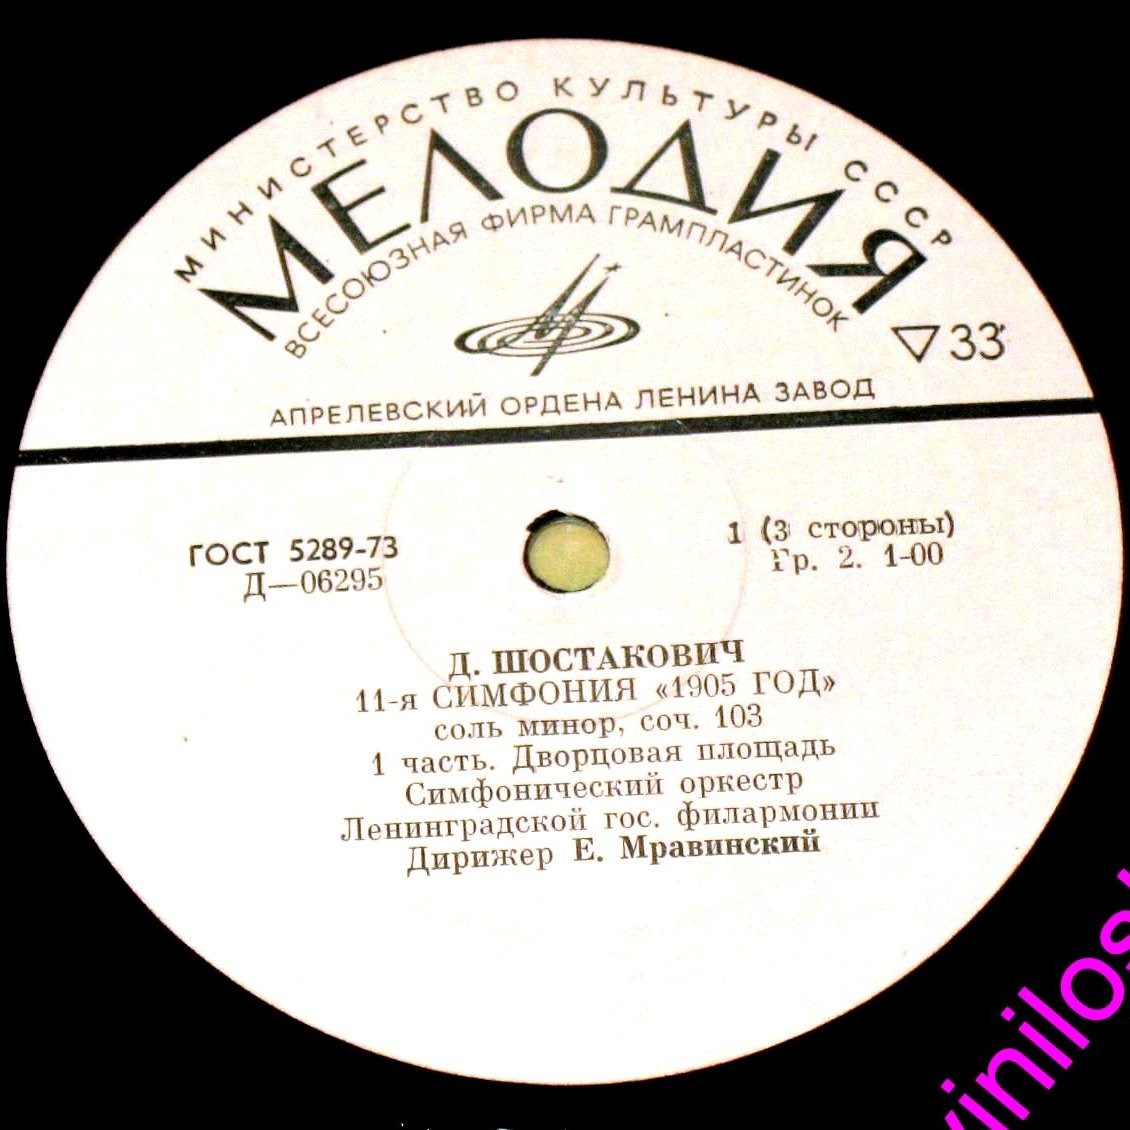 МИНИСТЕРСТВО КУЛЬТУРЫ СССР
МЕЛОДИЯ
ВСЕСОЮЗНАЯ ФИРМА ГРАМПЛАСТИНОК
▽33
АПРЕЛЕВСКИЙ ОРДЕНА ЛЕНИНА ЗАВОД
ГОСТ 5289-73
Д—06295
1 (3 стороны)
Гр. 2. 1-00
Д. ШОСТАКОВИЧ
11-я СИМФОНИЯ «1905 ГОД»
соль минор, соч. 103
1 часть. Дворцовая площадь
Симфонический оркестр
Ленинградской гос. филармонии
Дирижер Е. Мравинский